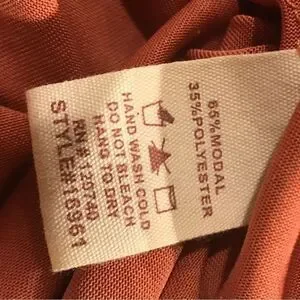 65%MODAL
35%POLYESTER
HAND WASH COLD
DO NOT BLEACH
HANG TO DRY
RN#:120740
STYLE#16961